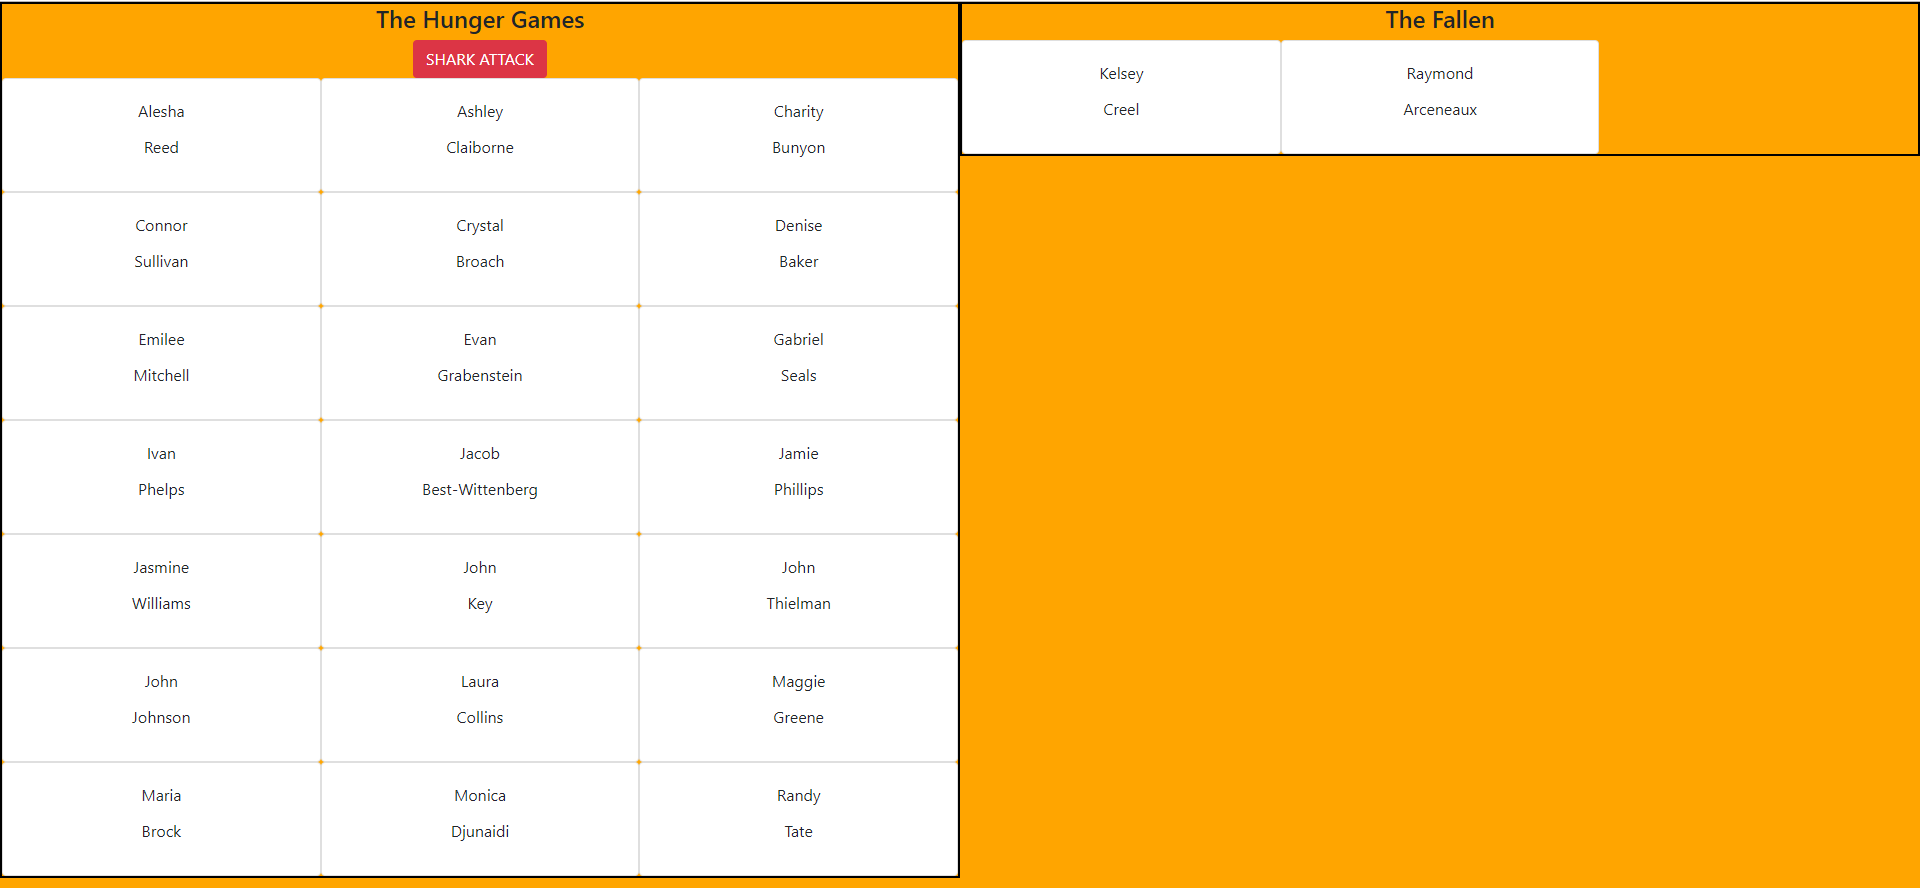 The Hunger Games
SHARK ATTACK
Alesha
Reed
Ashley
Claiborne
Charity
Bunyon
Connor
Sullivan
Crystal
Broach
Denise
Baker
Emilee
Mitchell
Evan
Grabenstein
Gabriel
Seals
Ivan
Phelps
Jacob
Best-Wittenberg
Jamie
Phillips
Jasmine
Williams
John
Key
John
Thielman
John
Johnson
Laura
Collins
Maggie
Greene
Maria
Brock
Monica
Djunaidi
Randy
Tate
The Fallen
Kelsey
Creel
Raymond
Arceneaux